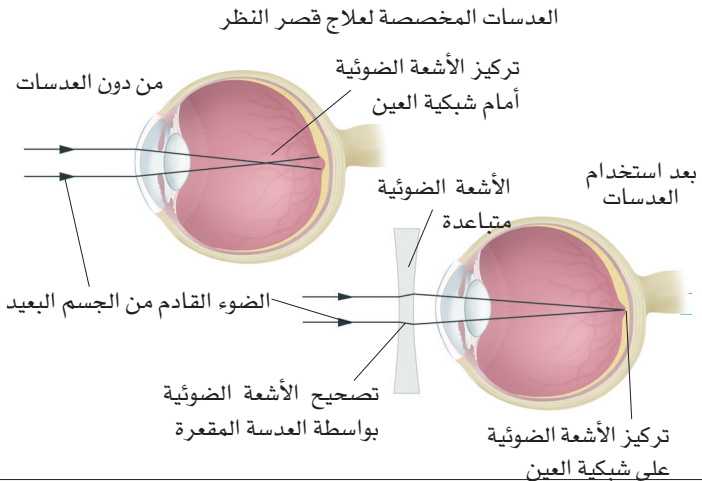 العدسات المخصصة لعلاج قصر النظر
من دون العدسات
تركيز الأشعة الضوئية
أمام شبكية العين
بعد استخدام
العدسات
الأشعة الضوئية
متباعدة
الضوء القادم من الجسم البعيد
تصحيح الأشعة الضوئية
بواسطة العدسة المقعرة
تركيز الأشعة الضوئية
على شبكية العين